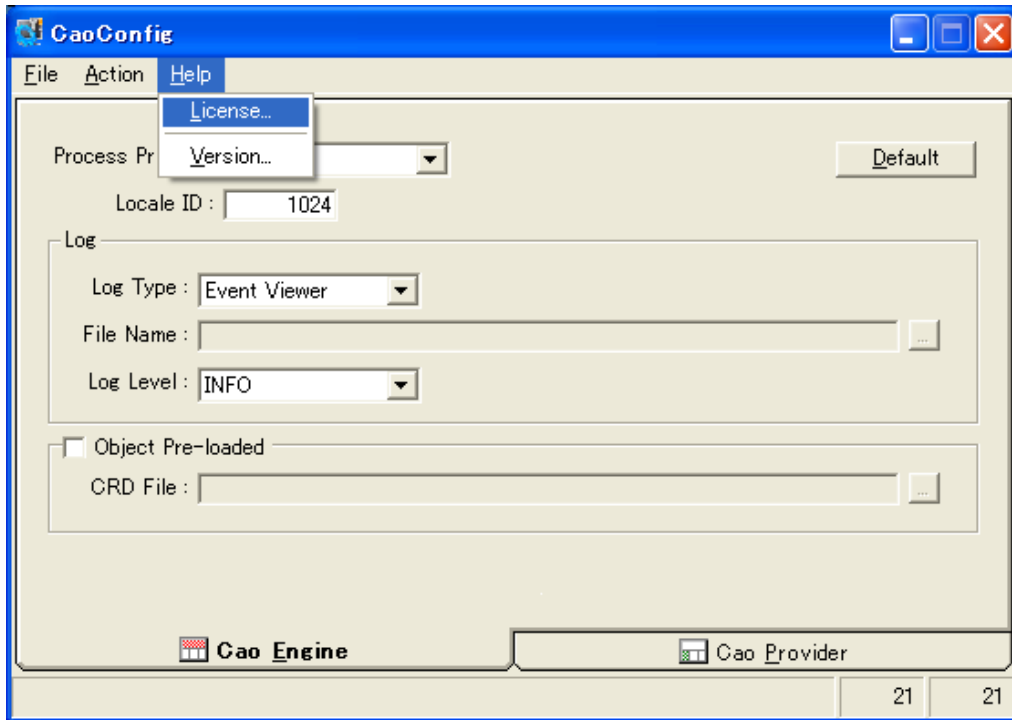 CaoConfig
File Action Help
License...
Version...
Process Pr
Default
Locale ID : 1024
Log
Log Type : Event Viewer
File Name : ...
Log Level : INFO
Object Pre-loaded
CRD File : ...
Cao Engine
Cao Provider
21 21